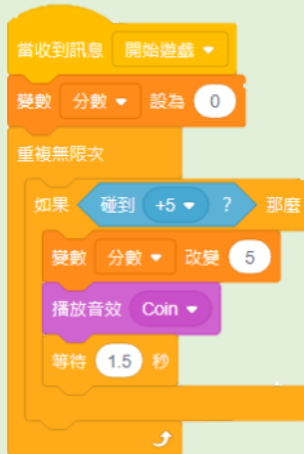 當收到訊息 開始遊戲
變數 分數 設為 0
重複無限次
如果 碰到 +5 ? 那麼
變數 分數 改變 5
播放音效 Coin
等待 1.5 秒